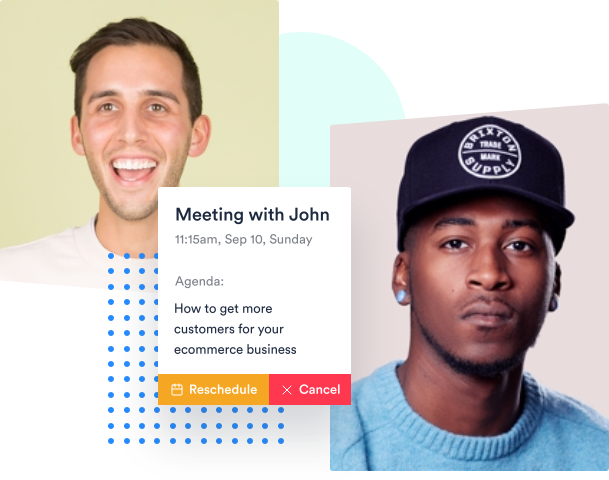 BRIXTON
TRADE
MARK
SUPPLY
Meeting with John
11:15am, Sep 10, Sunday
Agenda:
How to get more
customers for your
ecommerce business
Reschedule
Cancel